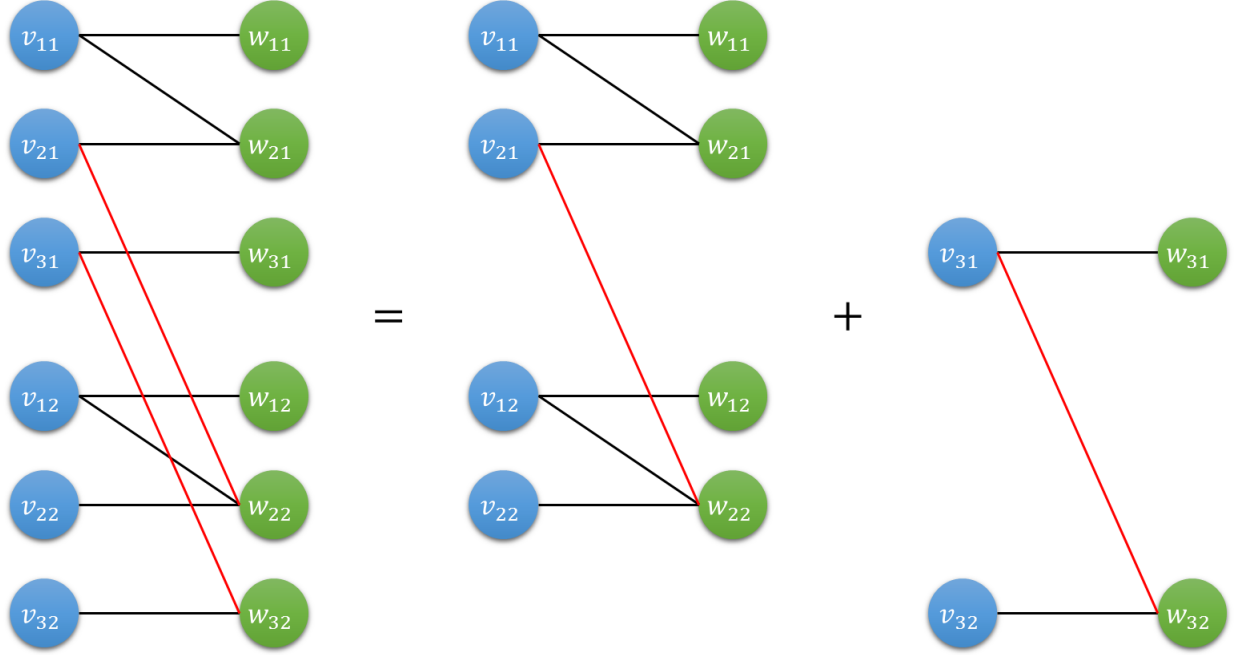 v₁₁ w₁₁ v₁₁ w₁₁
v₂₁ w₂₁ v₂₁ w₂₁
v₃₁ w₃₁ v₃₁ w₃₁
= +
v₁₂ w₁₂ v₁₂ w₁₂
v₂₂ w₂₂ v₂₂ w₂₂
v₃₂ w₃₂ v₃₂ w₃₂